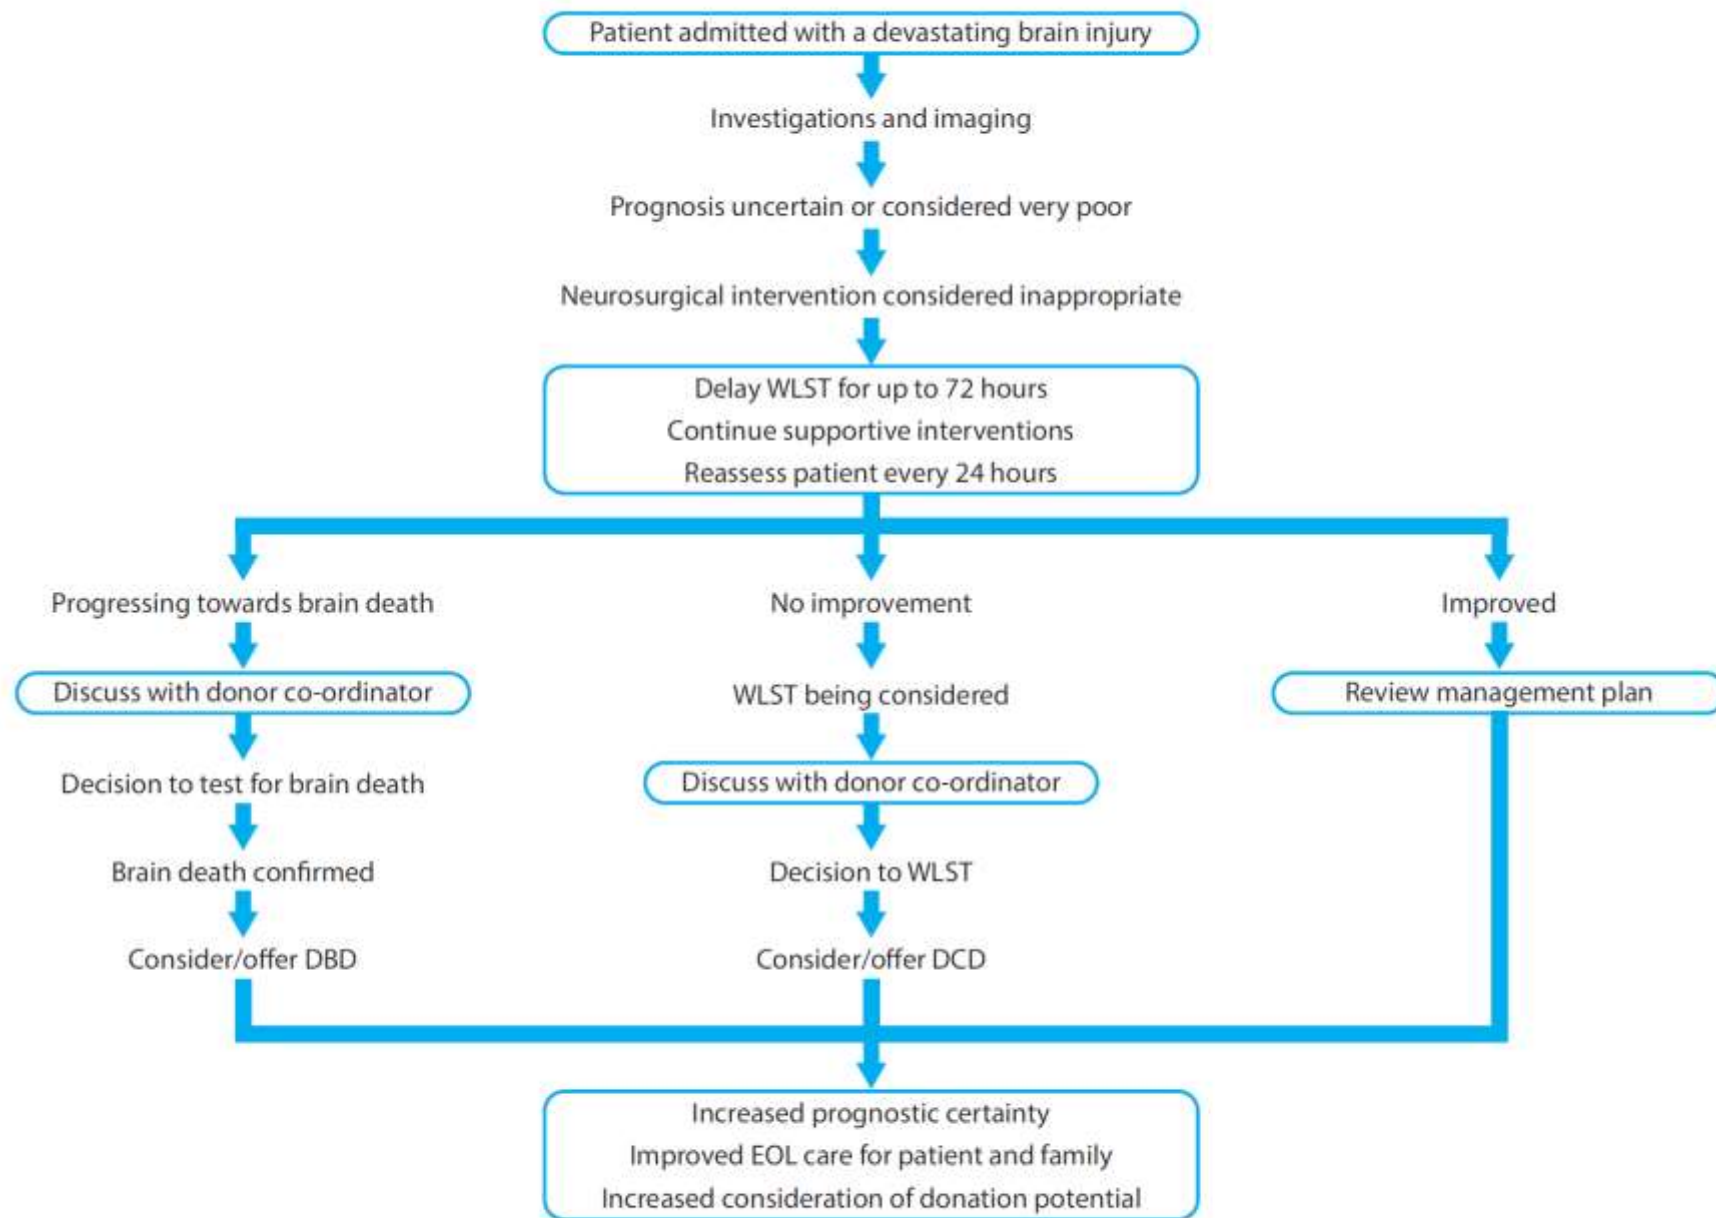 Patient admitted with a devastating brain injury
Investigations and imaging
Prognosis uncertain or considered very poor
Neurosurgical intervention considered inappropriate
Delay WLST for up to 72 hours
Continue supportive interventions
Reassess patient every 24 hours
Progressing towards brain death
Discuss with donor co-ordinator
Decision to test for brain death
Brain death confirmed
Consider/offer DBD
No improvement
WLST being considered
Discuss with donor co-ordinator
Decision to WLST
Consider/offer DCD
Improved
Review management plan
Increased prognostic certainty
Improved EOL care for patient and family
Increased consideration of donation potential